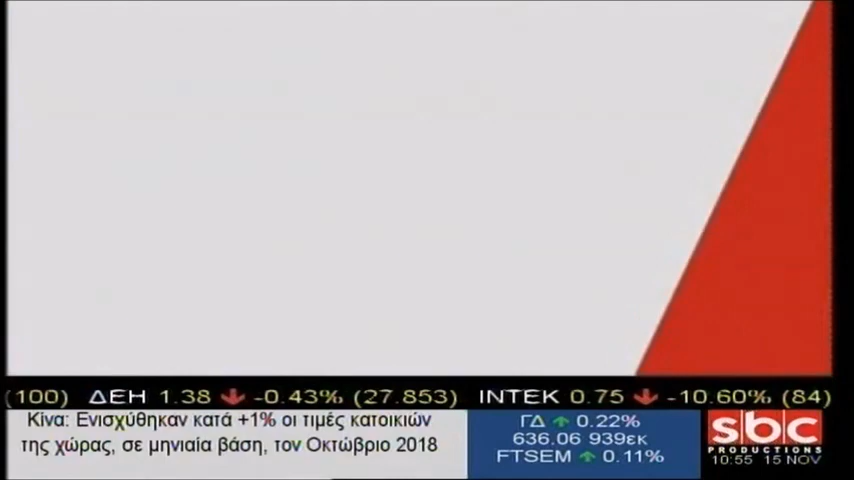 (100) ΔΕΗ 1.38 -0.43% (27.853) INTEK 0.75 -10.60% (84)
Κίνα: Ενισχύθηκαν κατά +1% οι τιμές κατοικιών
της χώρας, σε μηνιαία βάση, τον Οκτώβριο 2018
ΓΔ 0.22%
636.06 939εκ
FTSEM 0.11%
sbc
PRODUCTIONS
10:55 15 NOV